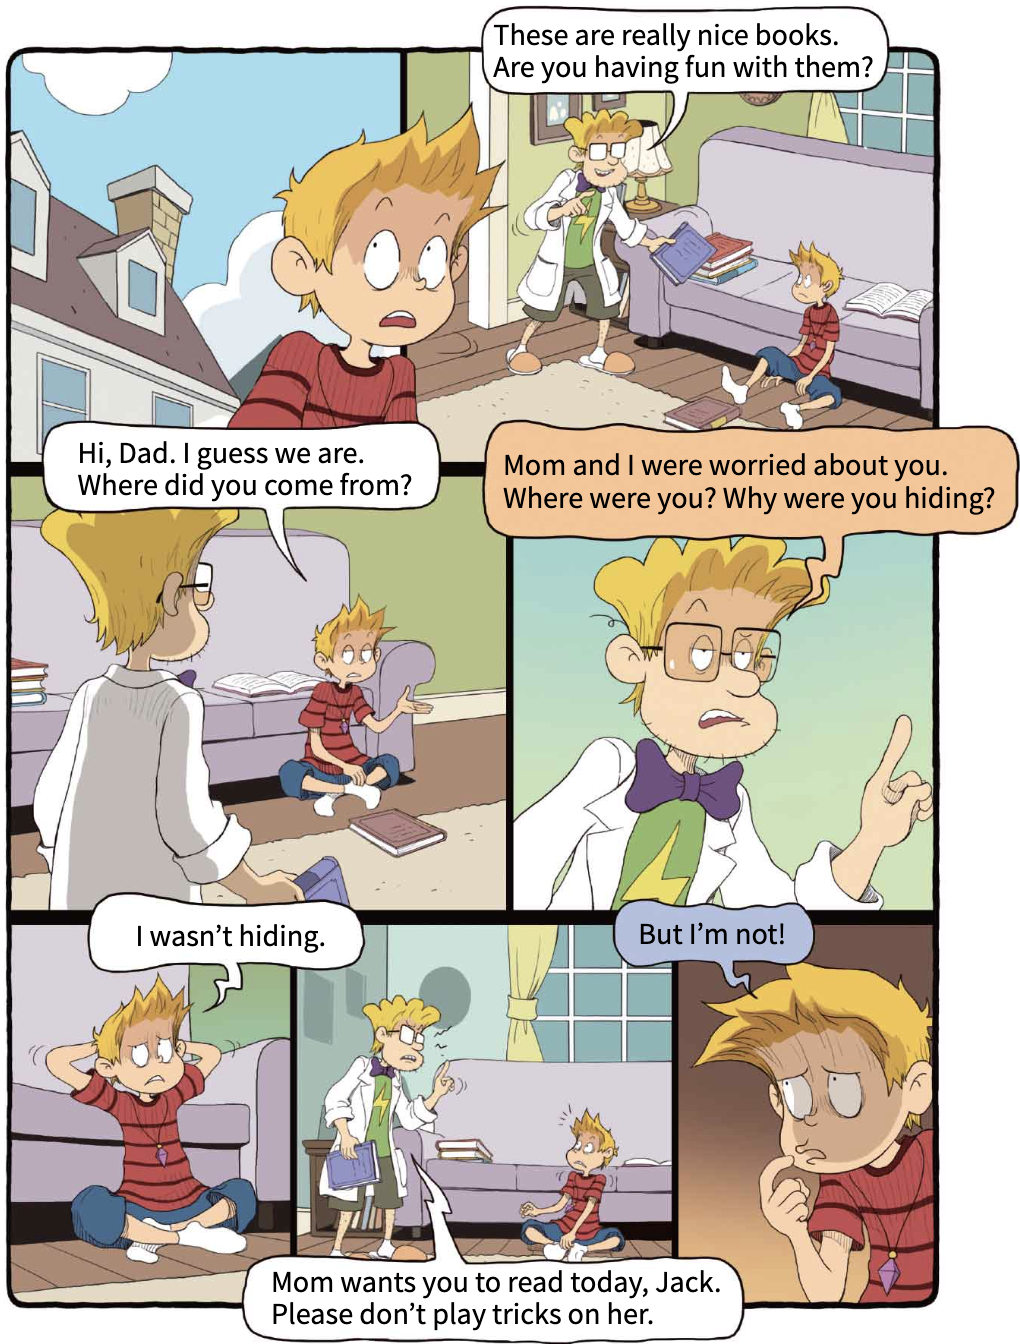 These are really nice books.
Are you having fun with them?
Hi, Dad. I guess we are.
Where did you come from?
Mom and I were worried about you.
Where were you? Why were you hiding?
I wasn't hiding.
Mom wants you to read today, Jack.
Please don't play tricks on her.
But I'm not!